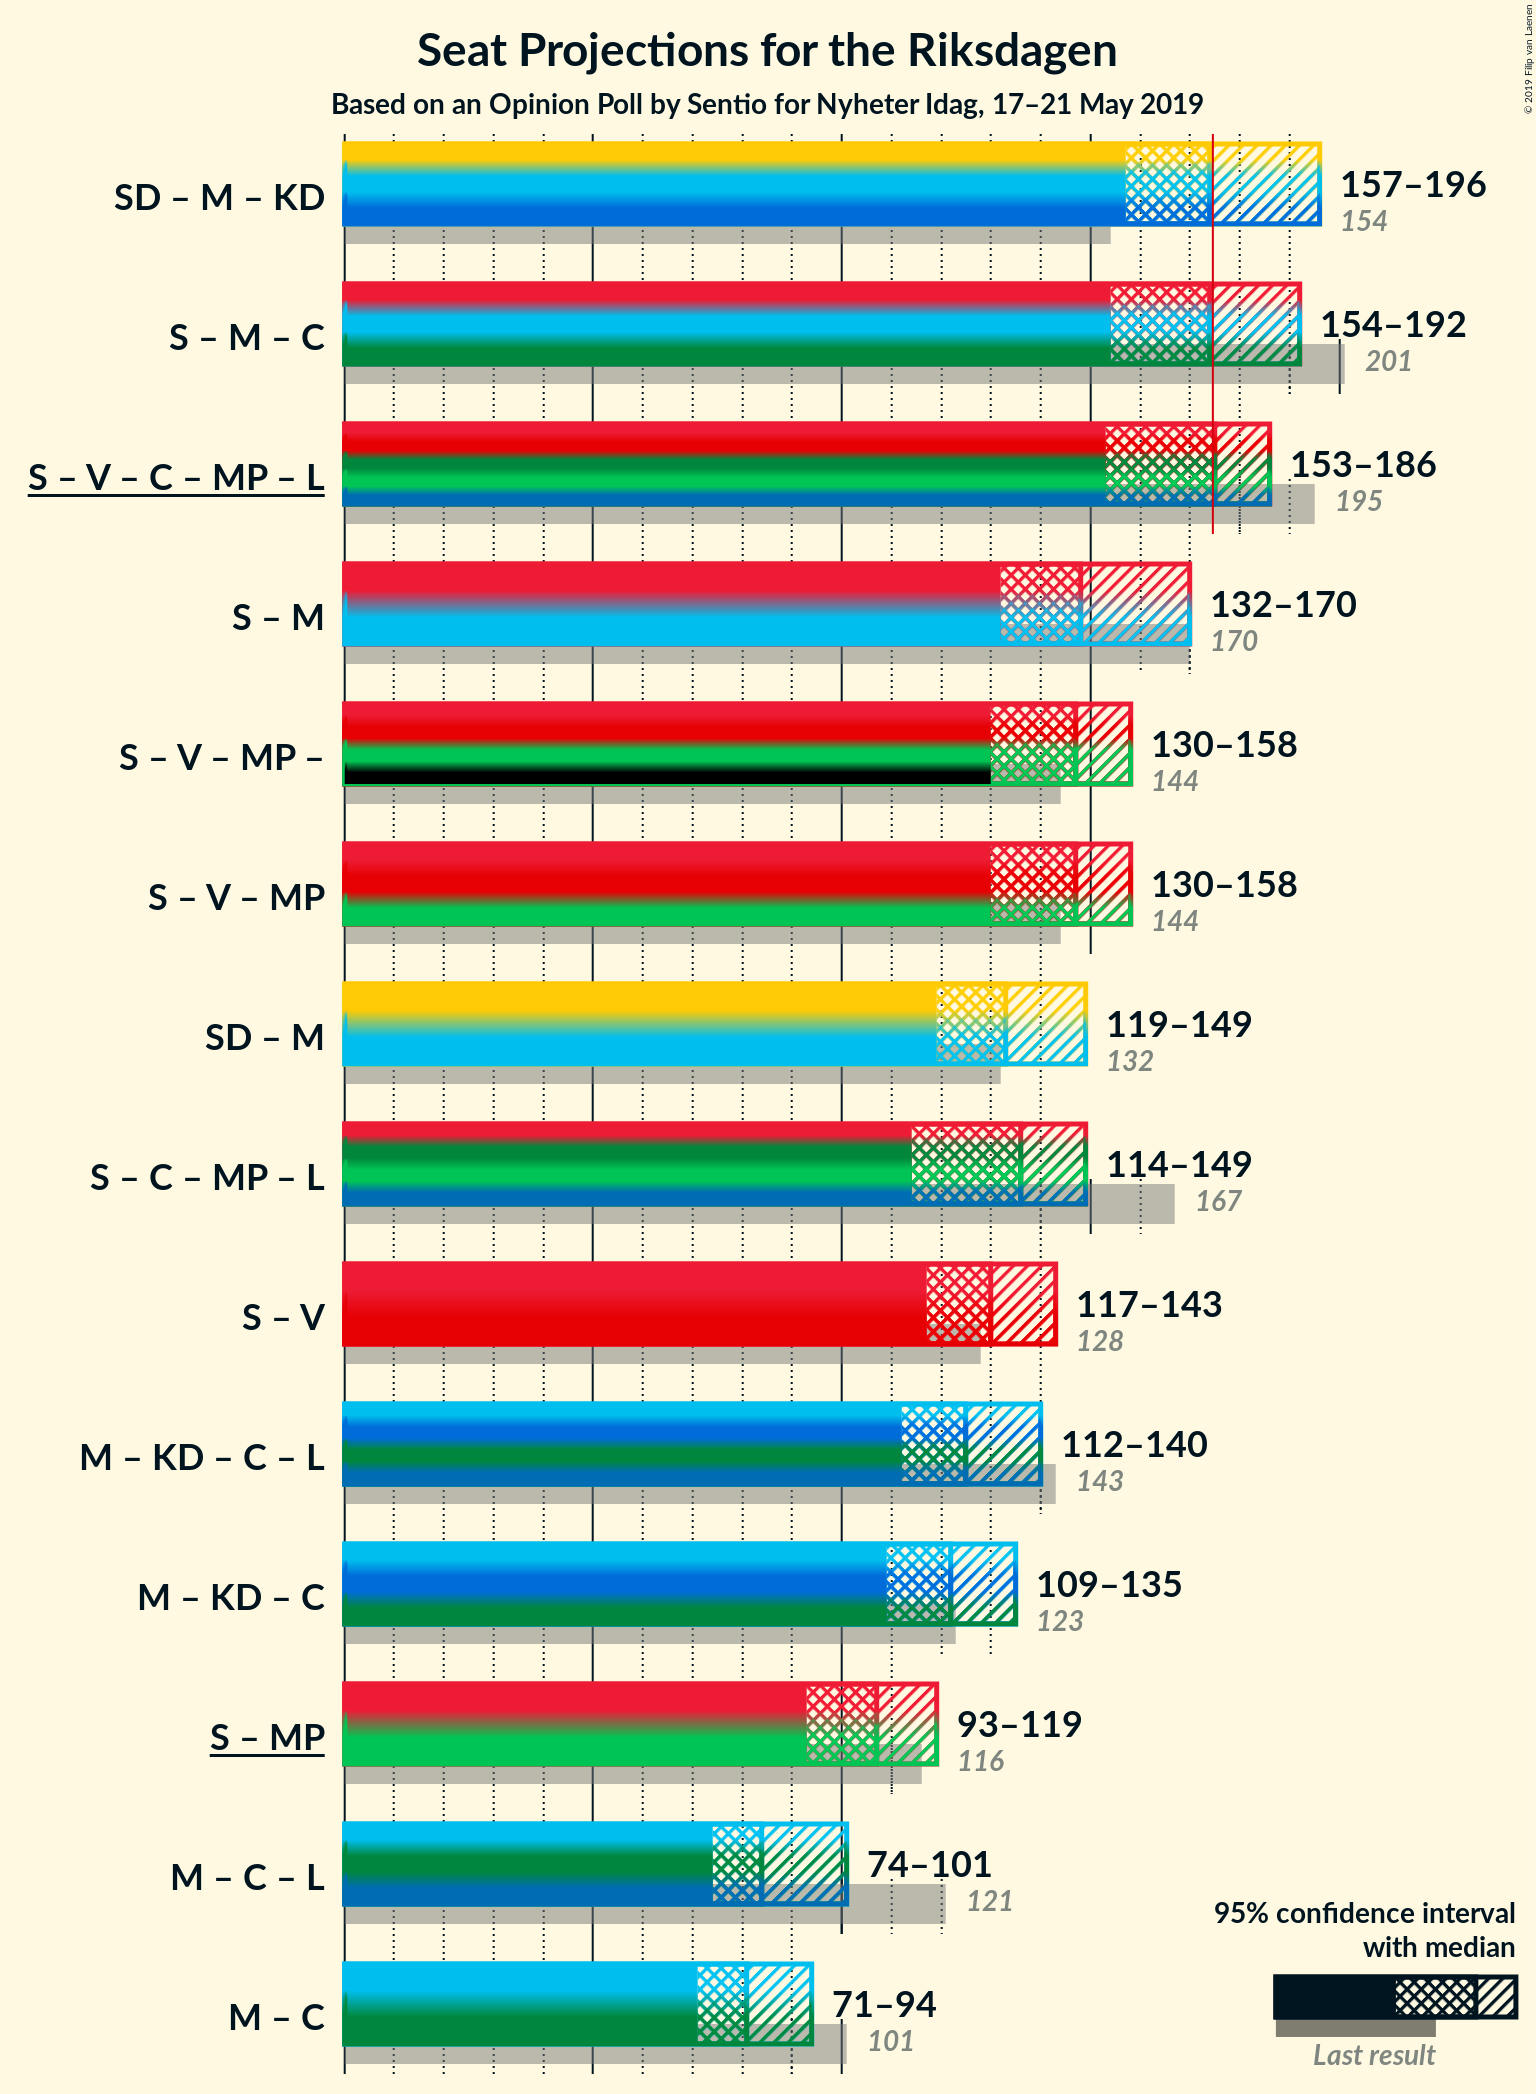 Seat Projections for the Riksdagen
Based on an Opinion Poll by Sentio for Nyheter Idag, 17–21 May 2019
© 2019 Filip van Laenen
SD – M – KD
157–196
154
S – M – C
154–192
201
S – V – C – MP – L
153–186
195
S – M
132–170
170
S – V – MP –
130–158
144
S – V – MP
130–158
144
SD – M
119–149
132
S – C – MP – L
114–149
167
S – V
117–143
128
M – KD – C – L
112–140
143
M – KD – C
109–135
123
S – MP
93–119
116
M – C – L
74–101
121
M – C
71–94
101
95% confidence interval
with median
Last result